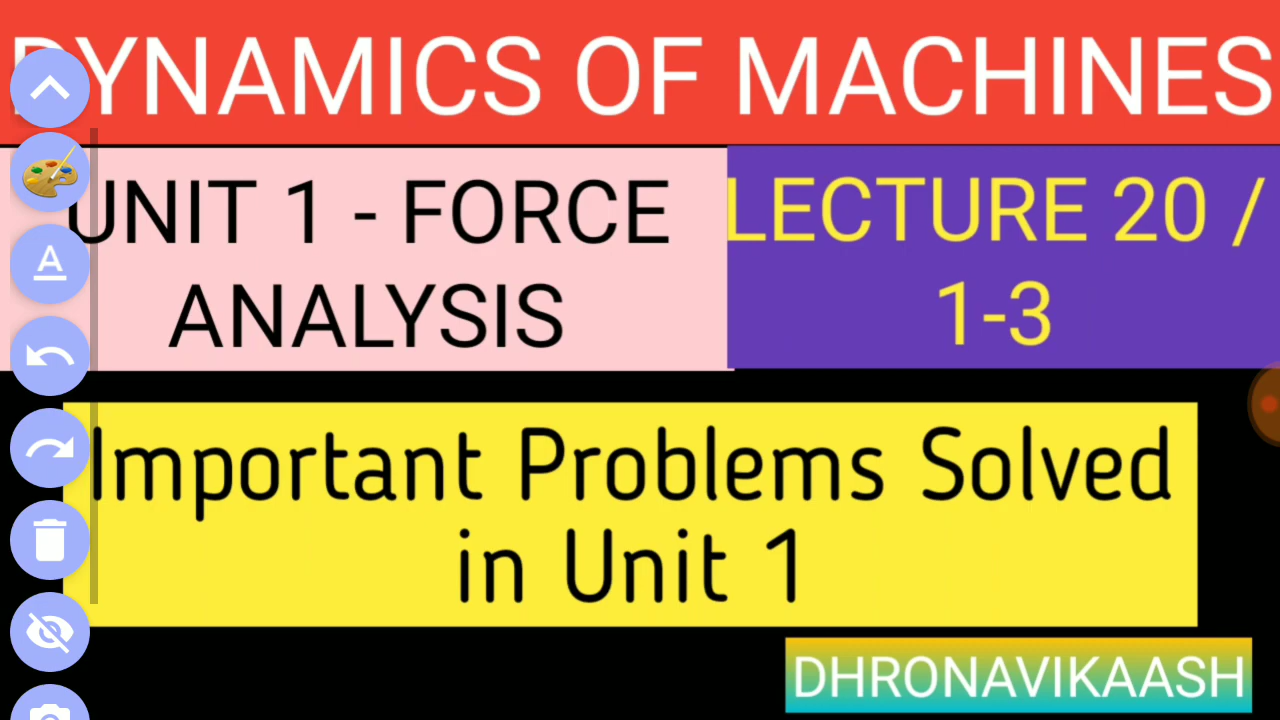 DYNAMICS OF MACHINES
UNIT 1 - FORCE
ANALYSIS
LECTURE 20 /
1-3
Important Problems Solved
in Unit 1
DHRONAVIKAASH
A